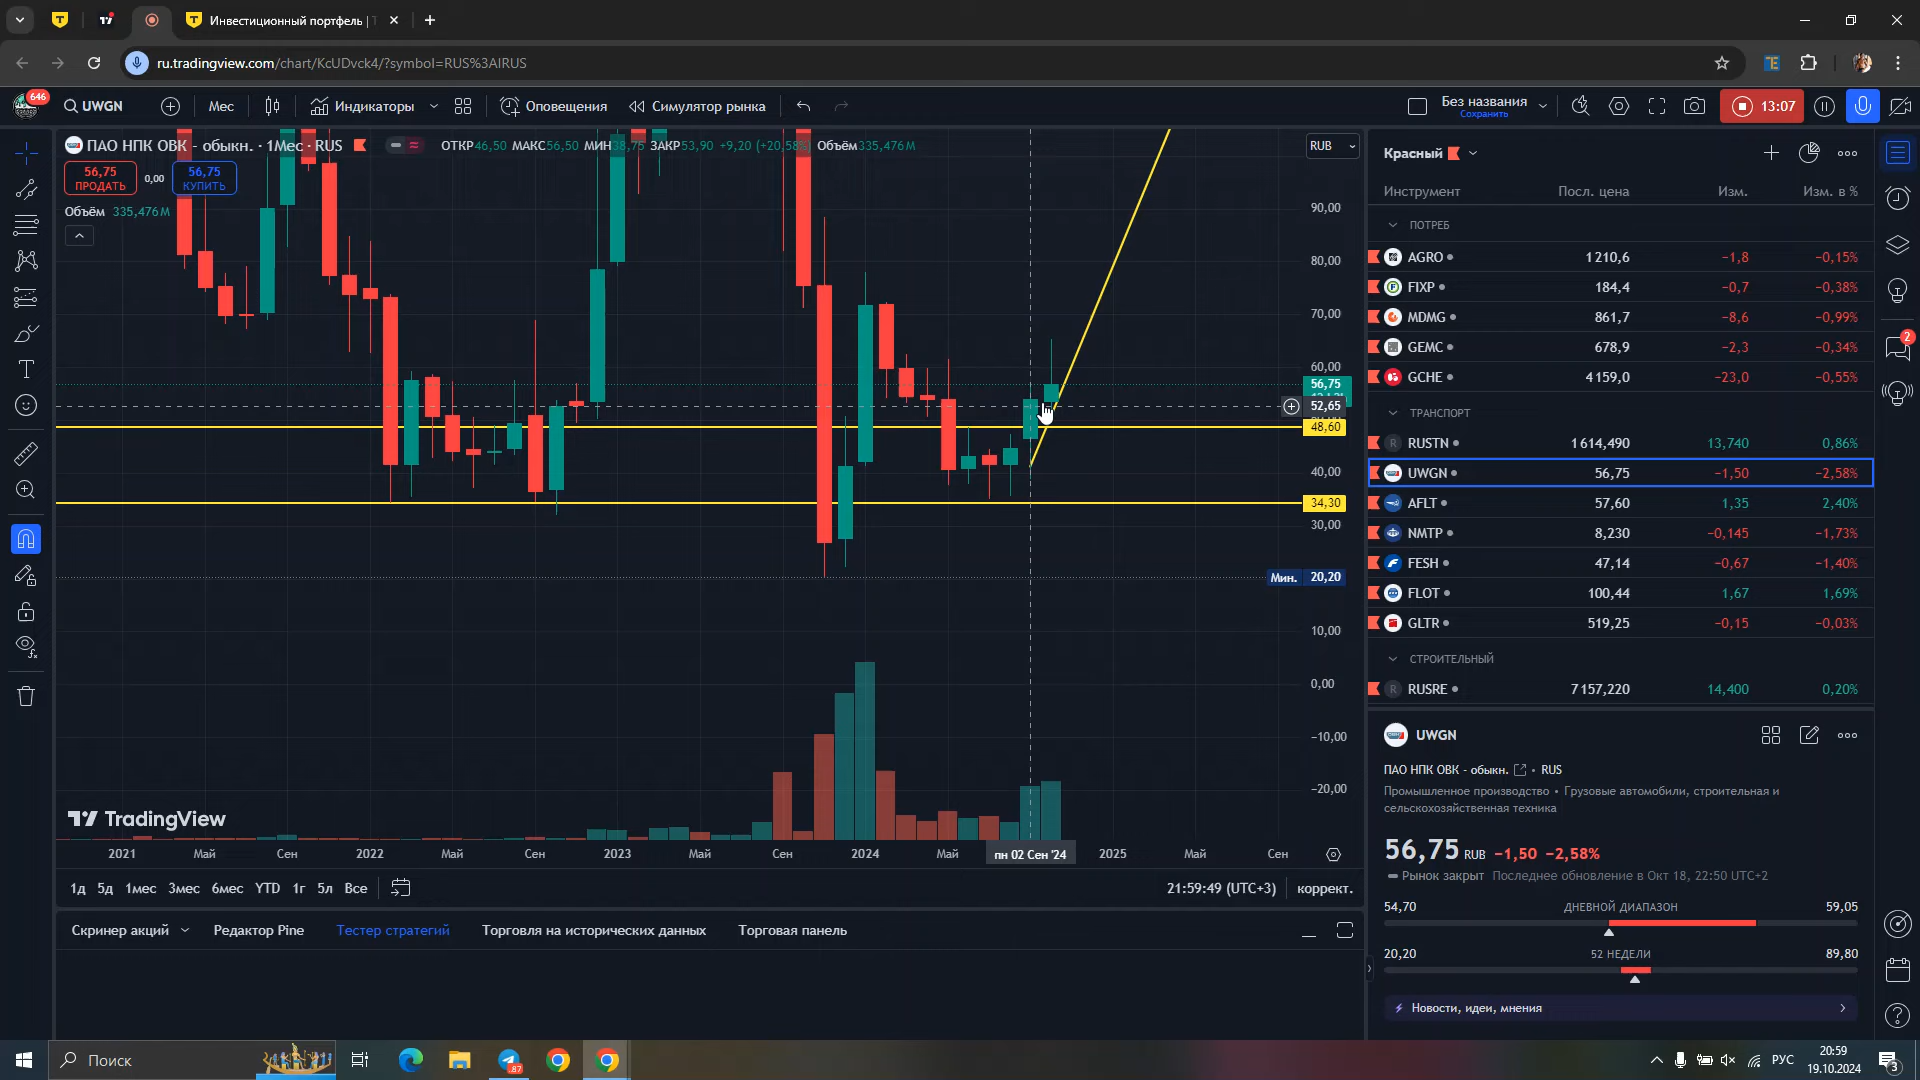 Инвестиционный портфель |
ru.tradingview.com/chart/KcUDvck4/?symbol=RUS%3AIRUS
646
UWGN
Мес
Индикаторы
Оповещения
Симулятор рынка
Без названия
Сохранить
13:07
ПАО НПК ОВК - обыкн. · 1Мес · RUS
ОТКР46,50 МАКС56,50 МИН38,75 ЗАКР53,90 +9,20 (+20,58%) Объём335,476M
RUB
56,75
ПРОДАТЬ
0,00
56,75
КУПИТЬ
Объём 335,476M
90,00
80,00
70,00
60,00
56,75
52,65
48,60
40,00
34,30
30,00
Мин. 20,20
10,00
0,00
−10,00
−20,00
TradingView
2021
Май
Сен
2022
Май
Сен
2023
Май
Сен
2024
Май
пн 02 Сен '24
2025
Май
Сен
1д 5д 1мес 3мес 6мес YTD 1г 5л Все
21:59:49 (UTC+3)
коррект.
Скринер акций
Редактор Pine
Тестер стратегий
Торговля на исторических данных
Торговая панель
Красный
Инструмент Посл. цена Изм. Изм. в %
ПОТРЕБ
AGRO 1 210,6 −1,8 −0,15%
FIXP 184,4 −0,7 −0,38%
MDMG 861,7 −8,6 −0,99%
GEMC 678,9 −2,3 −0,34%
GCHE 4 159,0 −23,0 −0,55%
ТРАНСПОРТ
R RUSTN 1 614,490 13,740 0,86%
UWGN 56,75 −1,50 −2,58%
AFLT 57,60 1,35 2,40%
NMTP 8,230 −0,145 −1,73%
FESH 47,14 −0,67 −1,40%
FLOT 100,44 1,67 1,69%
GLTR 519,25 −0,15 −0,03%
СТРОИТЕЛЬНЫЙ
R RUSRE 7 157,220 14,400 0,20%
UWGN
ПАО НПК ОВК - обыкн. • RUS
Промышленное производство • Грузовые автомобили, строительная и
сельскохозяйственная техника
56,75 RUB −1,50 −2,58%
Рынок закрыт Последнее обновление в Окт 18, 22:50 UTC+2
54,70 ДНЕВНОЙ ДИАПАЗОН 59,05
20,20 52 НЕДЕЛИ 89,80
Новости, идеи, мнения
2
Поиск
87
РУС
20:59
19.10.2024
3